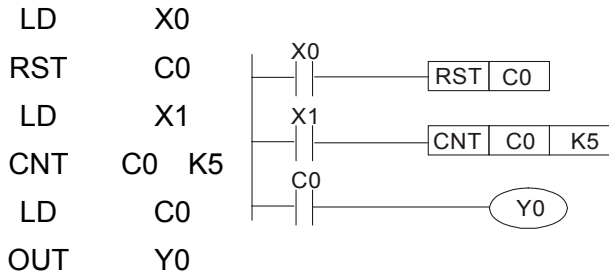 LD X0
RST C0
LD X1
CNT C0 K5
LD C0
OUT Y0
X0
RST C0
X1
CNT C0 K5
C0
Y0